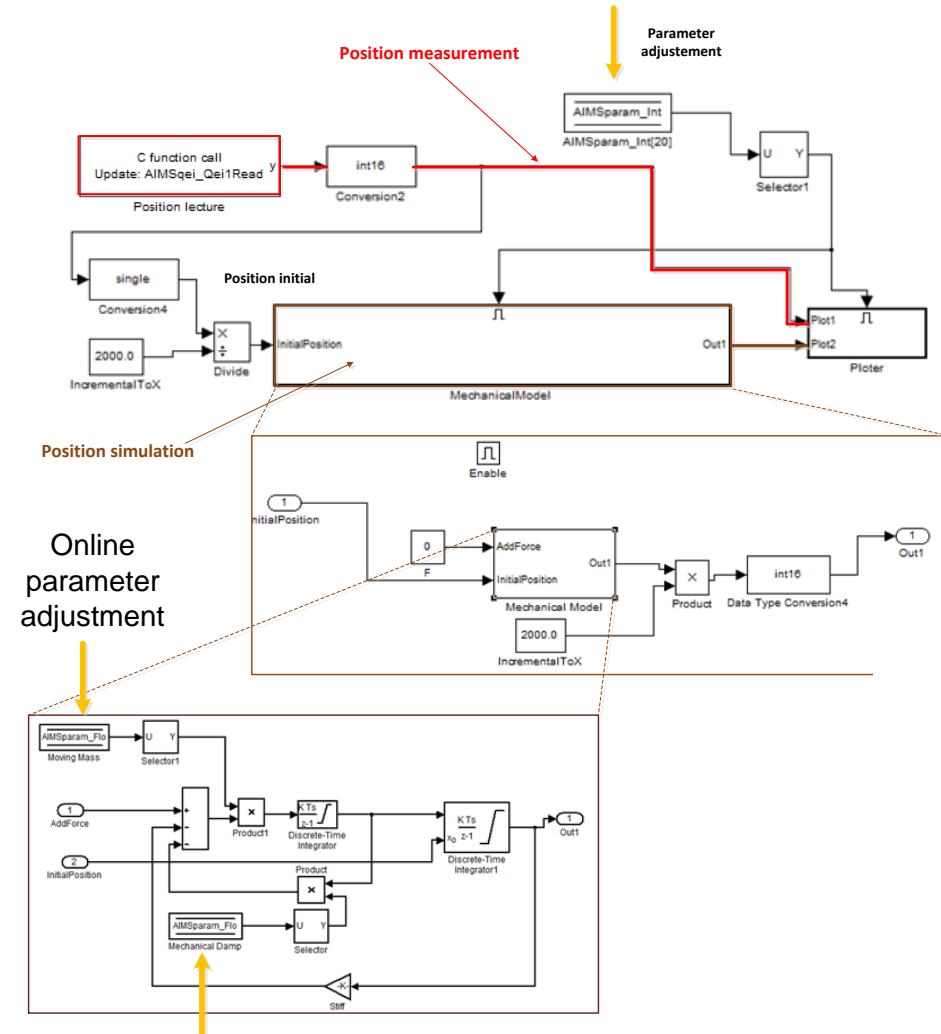 Parameter
adjustement
Position measurement
AIMSparam_Int
AIMSparam_Int[20]
U Y
Selector1
C function call
Update: AIMSqei_Qei1Read
y
Position lecture
int16
Conversion2
single
Conversion4
Position initial
2000.0
IncrementalToX
×
÷
Divide
InitialPosition
Out1
MechanicalModel
Plot1
Plot2
Ploter
Position simulation
Enable
1
nitialPosition
0
F
AddForce
InitialPosition
Out1
Mechanical Model
2000.0
IncrementalToX
×
Product
int16
Data Type Conversion4
1
Out1
Online
parameter
adjustment
AIMSparam_Flo
Moving Mass
U Y
Selector1
1
AddForce
2
InitialPosition
+
−
−
×
Product1
K Ts
z-1
Discrete-Time
Integrator
K Ts
z-1
xo
Discrete-Time
Integrator1
1
Out1
Product
×
AIMSparam_Flo
Mechanical Damp
U Y
Selector
-K-
Stiff